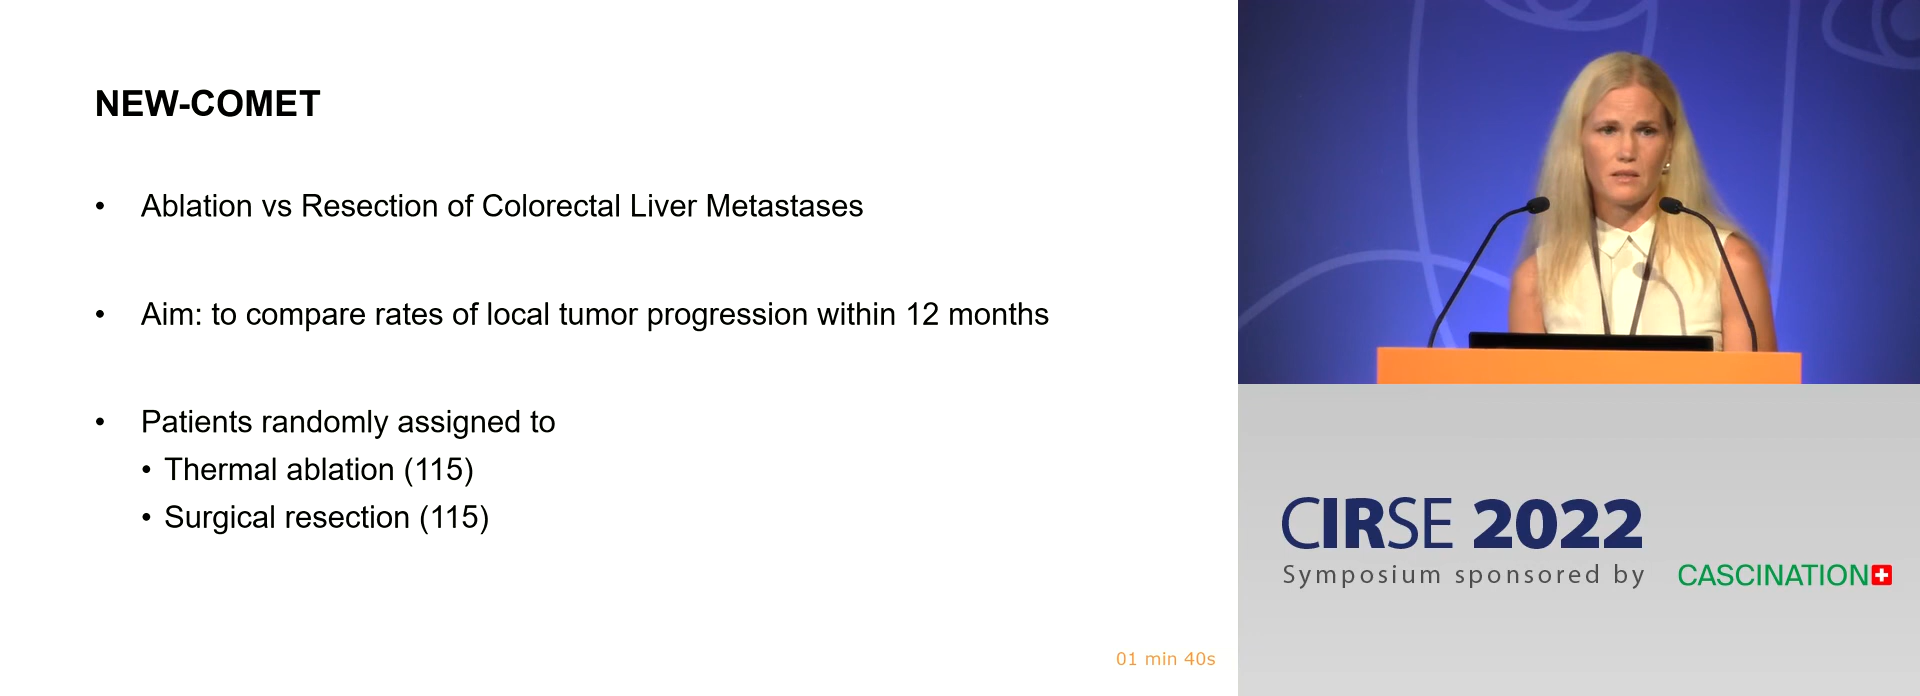 NEW-COMET
• Ablation vs Resection of Colorectal Liver Metastases
• Aim: to compare rates of local tumor progression within 12 months
• Patients randomly assigned to
• Thermal ablation (115)
• Surgical resection (115)
01 min 40s
CIRSE 2022
Symposium sponsored by CASCINATION